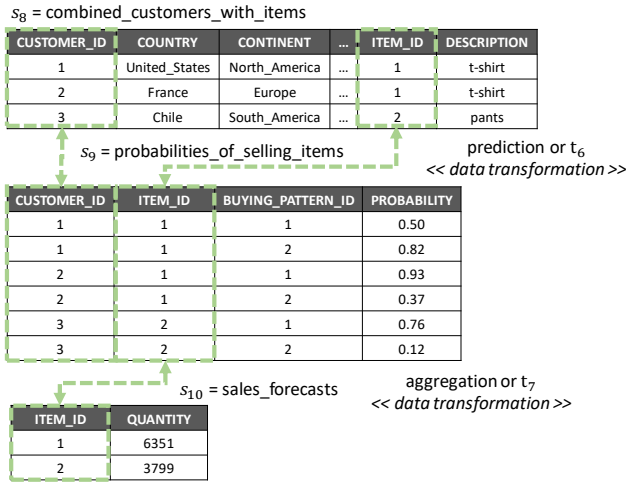 s₈ = combined_customers_with_items
CUSTOMER_ID COUNTRY CONTINENT ... ITEM_ID DESCRIPTION
1 United_States North_America ... 1 t-shirt
2 France Europe ... 1 t-shirt
3 Chile South_America ... 2 pants
s₉ = probabilities_of_selling_items
prediction or t₆
<< data transformation >>
CUSTOMER_ID ITEM_ID BUYING_PATTERN_ID PROBABILITY
1 1 1 0.50
1 1 2 0.82
2 1 1 0.93
2 1 2 0.37
3 2 1 0.76
3 2 2 0.12
s₁₀ = sales_forecasts
aggregation or t₇
<< data transformation >>
ITEM_ID QUANTITY
1 6351
2 3799